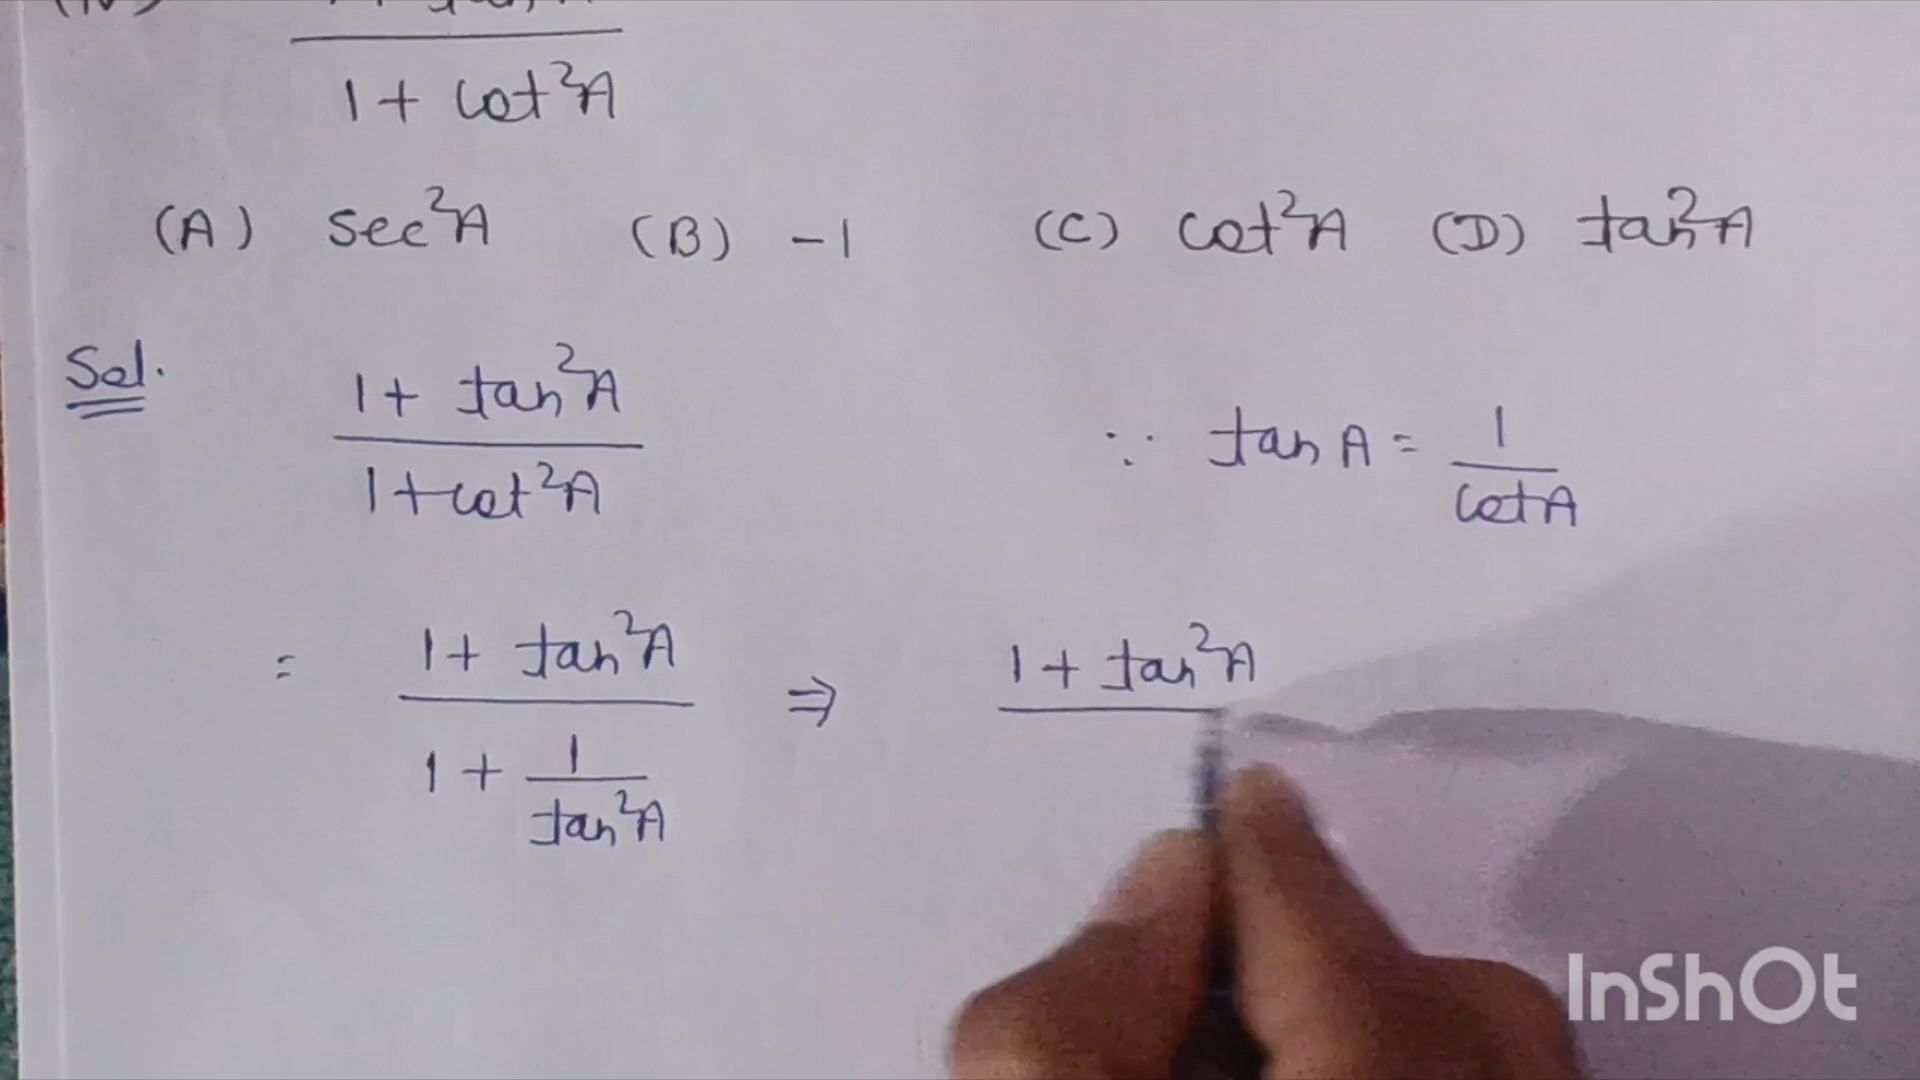 1 + cot²A
(A) sec²A (B) -1 (C) cot²A (D) tan²A
Sol.
1 + tan²A
1+cot²A
∵ tan A = 1
cot A
= 1 + tan²A ⇒ 1 + tan²A
1 + 1
tan²A
InShOt